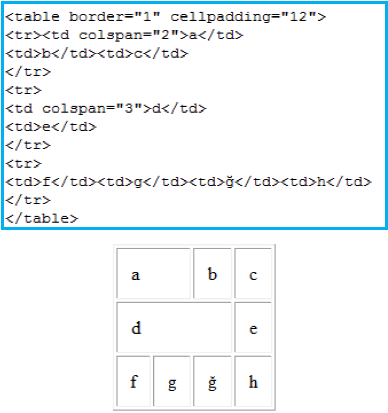 <table border="1" cellpadding="12">
<tr><td colspan="2">a</td>
<td>b</td><td>c</td>
</tr>
<tr>
<td colspan="3">d</td>
<td>e</td>
</tr>
<tr>
<td>f</td><td>g</td><td>ğ</td><td>h</td>
</tr>
</table>
a b c
d e
f g ğ h